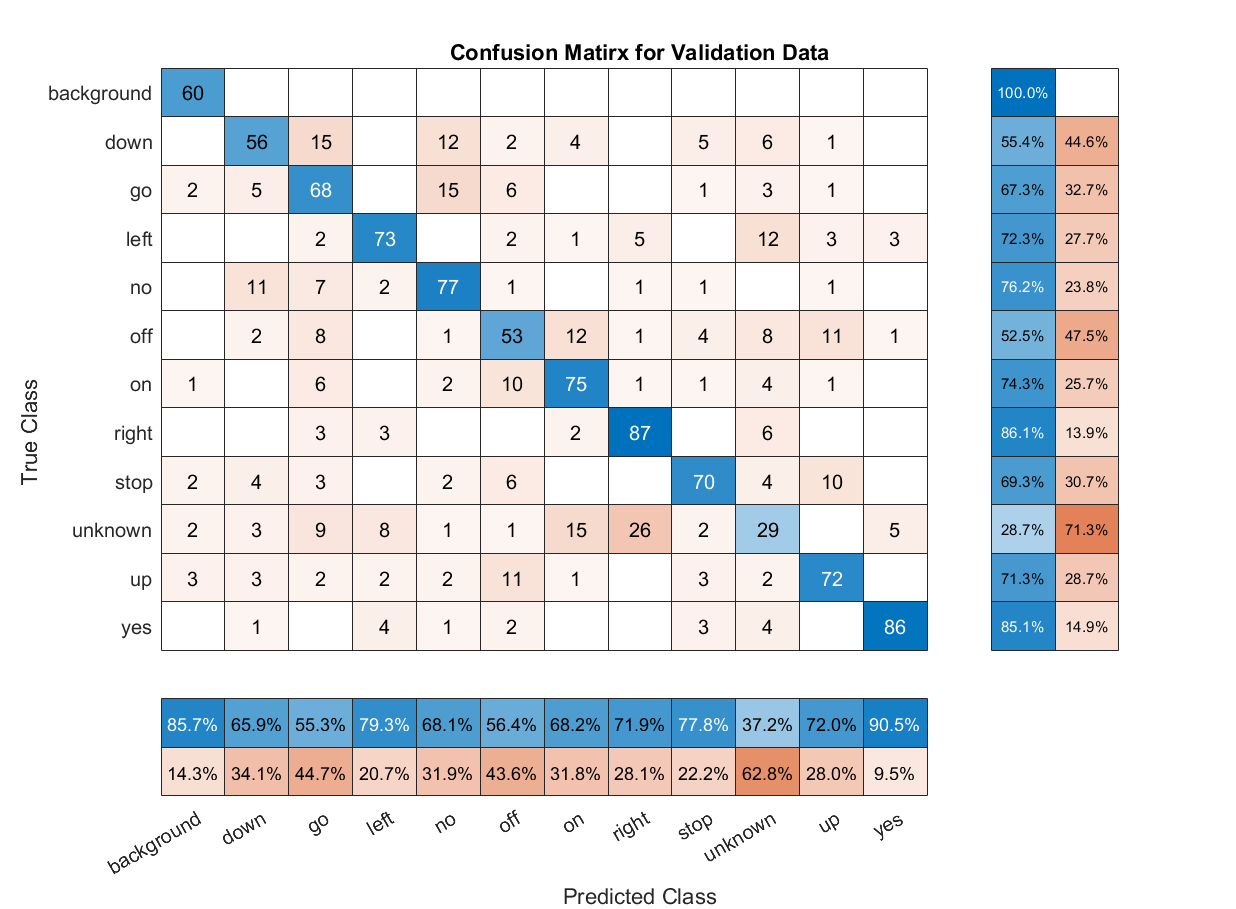 Confusion Matirx for Validation Data
background 60 100.0%
down 56 15 12 2 4 5 6 1 55.4% 44.6%
go 2 5 68 15 6 1 3 1 67.3% 32.7%
left 2 73 2 1 5 12 3 3 72.3% 27.7%
no 11 7 2 77 1 1 1 1 76.2% 23.8%
off 2 8 1 53 12 1 4 8 11 1 52.5% 47.5%
on 1 6 2 10 75 1 1 4 1 74.3% 25.7%
right 3 3 2 87 6 86.1% 13.9%
stop 2 4 3 2 6 70 4 10 69.3% 30.7%
unknown 2 3 9 8 1 1 15 26 2 29 5 28.7% 71.3%
up 3 3 2 2 2 11 1 3 2 72 71.3% 28.7%
yes 1 4 1 2 3 4 86 85.1% 14.9%
True Class
85.7% 65.9% 55.3% 79.3% 68.1% 56.4% 68.2% 71.9% 77.8% 37.2% 72.0% 90.5%
14.3% 34.1% 44.7% 20.7% 31.9% 43.6% 31.8% 28.1% 22.2% 62.8% 28.0% 9.5%
background down go left no off on right stop unknown up yes
Predicted Class